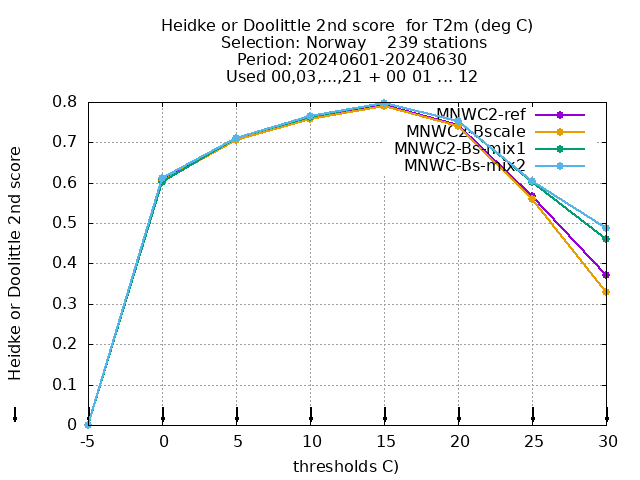 Heidke or Doolittle 2nd score  for T2m (deg C)
Selection: Norway    239 stations
Period: 20240601-20240630
Used 00,03,...,21 + 00 01 ... 12
Heidke or Doolittle 2nd score
0.8
0.7
0.6
0.5
0.4
0.3
0.2
0.1
0
MNWC2-ref
MNWC2-Bscale
MNWC2-Bs-mix1
MNWC-Bs-mix2
-5 0 5 10 15 20 25 30
thresholds C)